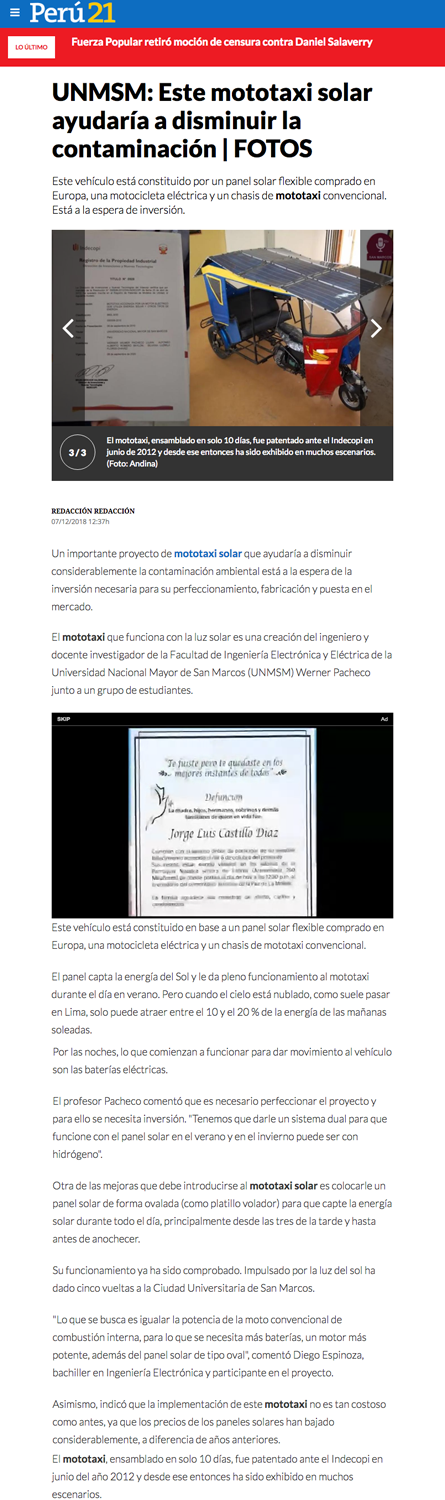 Perú 21
LO ÚLTIMO
Fuerza Popular retiró moción de censura contra Daniel Salaverry
UNMSM: Este mototaxi solar
ayudaría a disminuir la
contaminación | FOTOS
Este vehículo está constituido por un panel solar flexible comprado en
Europa, una motocicleta eléctrica y un chasis de mototaxi convencional.
Está a la espera de inversión.
Indecopi
Registro de la Propiedad Industrial
3 / 3
El mototaxi, ensamblado en solo 10 días, fue patentado ante el Indecopi en
junio de 2012 y desde ese entonces ha sido exhibido en muchos escenarios.
(Foto: Andina)
REDACCIÓN REDACCIÓN
07/12/2018 12:37h
Un importante proyecto de mototaxi solar que ayudaría a disminuir
considerablemente la contaminación ambiental está a la espera de la
inversión necesaria para su perfeccionamiento, fabricación y puesta en el
mercado.
El mototaxi que funciona con la luz solar es una creación del ingeniero y
docente investigador de la Facultad de Ingeniería Electrónica y Eléctrica de la
Universidad Nacional Mayor de San Marcos (UNMSM) Werner Pacheco
junto a un grupo de estudiantes.
SKIP
Ad
"Te fuiste pero te quedaste en los
mejores instantes de todos"
Defunción
La madre, hijos, hermanos, sobrinos y demás
familiares de quien en vida fue:
Jorge Luis Castillo Diaz
Este vehículo está constituido en base a un panel solar flexible comprado en
Europa, una motocicleta eléctrica y un chasis de mototaxi convencional.
El panel capta la energía del Sol y le da pleno funcionamiento al mototaxi
durante el día en verano. Pero cuando el cielo está nublado, como suele pasar
en Lima, solo puede atraer entre el 10 y el 20 % de la energía de las mañanas
soleadas.
Por las noches, lo que comienzan a funcionar para dar movimiento al vehículo
son las baterías eléctricas.
El profesor Pacheco comentó que es necesario perfeccionar el proyecto y
para ello se necesita inversión. "Tenemos que darle un sistema dual para que
funcione con el panel solar en el verano y en el invierno puede ser con
hidrógeno".
Otra de las mejoras que debe introducirse al mototaxi solar es colocarle un
panel solar de forma ovalada (como platillo volador) para que capte la energía
solar durante todo el día, principalmente desde las tres de la tarde y hasta
antes de anochecer.
Su funcionamiento ya ha sido comprobado. Impulsado por la luz del sol ha
dado cinco vueltas a la Ciudad Universitaria de San Marcos.
"Lo que se busca es igualar la potencia de la moto convencional de
combustión interna, para lo que se necesita más baterías, un motor más
potente, además del panel solar de tipo oval", comentó Diego Espinoza,
bachiller en Ingeniería Electrónica y participante en el proyecto.
Asimismo, indicó que la implementación de este mototaxi no es tan costoso
como antes, ya que los precios de los paneles solares han bajado
considerablemente, a diferencia de años anteriores.
El mototaxi, ensamblado en solo 10 días, fue patentado ante el Indecopi en
junio del año 2012 y desde ese entonces ha sido exhibido en muchos
escenarios.